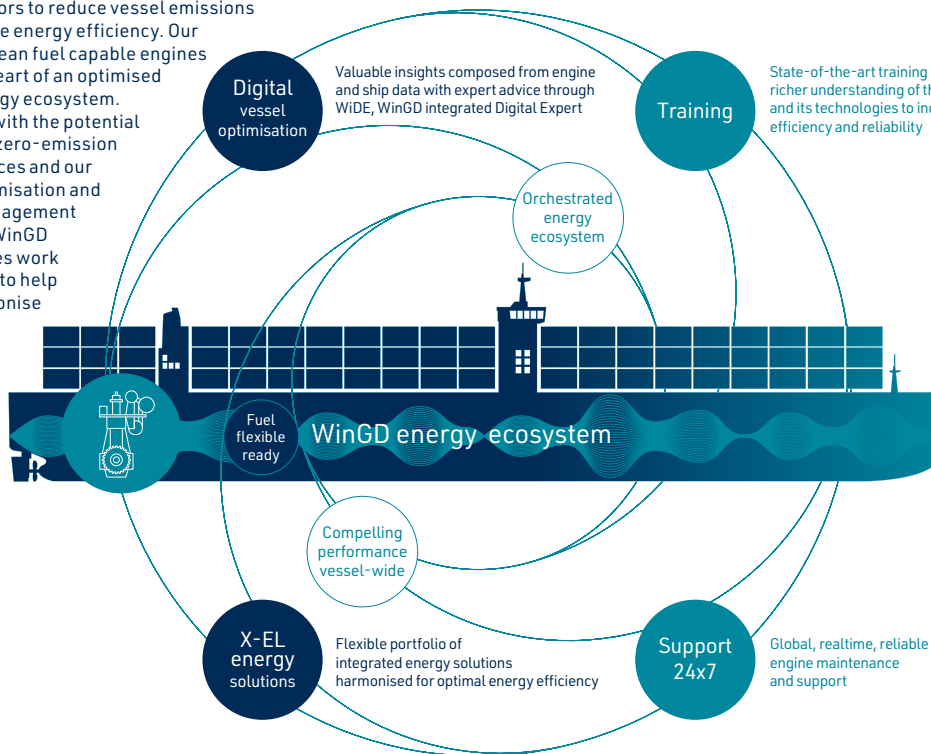 ors to reduce vessel emissions
e energy efficiency. Our
ean fuel capable engines
eart of an optimised
gy ecosystem.
with the potential
zero-emission
ces and our
misation and
nagement
WinGD
es work
to help
onise
Digital
vessel
optimisation
Valuable insights composed from engine
and ship data with expert advice through
WiDE, WinGD integrated Digital Expert
Training
State-of-the-art training
richer understanding of th
and its technologies to inc
efficiency and reliability
Orchestrated
energy
ecosystem
Fuel
flexible
ready
WinGD energy ecosystem
Compelling
performance
vessel-wide
X-EL
energy
solutions
Flexible portfolio of
integrated energy solutions
harmonised for optimal energy efficiency
Support
24x7
Global, realtime, reliable
engine maintenance
and support